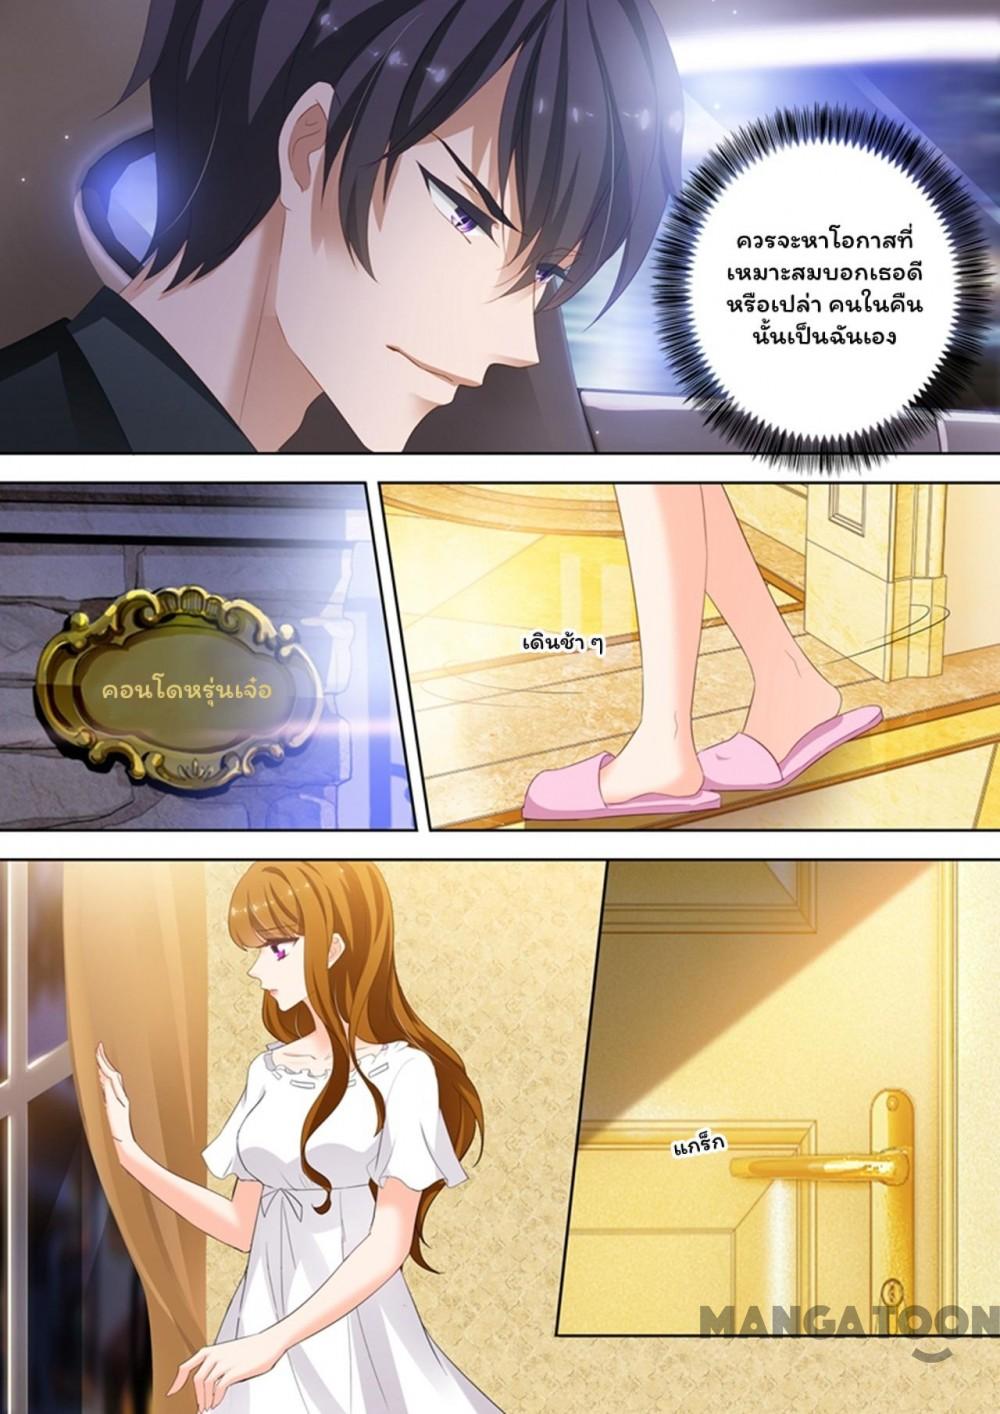 ควรจะหาโอกาสที่
เหมาะสมบอกเธอดี
หรือเปล่า คนในคืน
นั้นเป็นฉันเอง
คอนโดหรุ่นเจ๋อ
เดินช้า ๆ
แกร็ก
MANGATOON